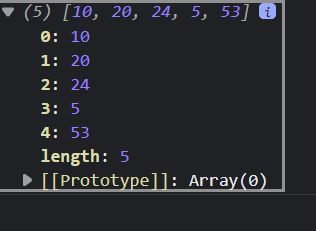 (5) [10, 20, 24, 5, 53] i
0: 10
1: 20
2: 24
3: 5
4: 53
length: 5
[[Prototype]]: Array(0)